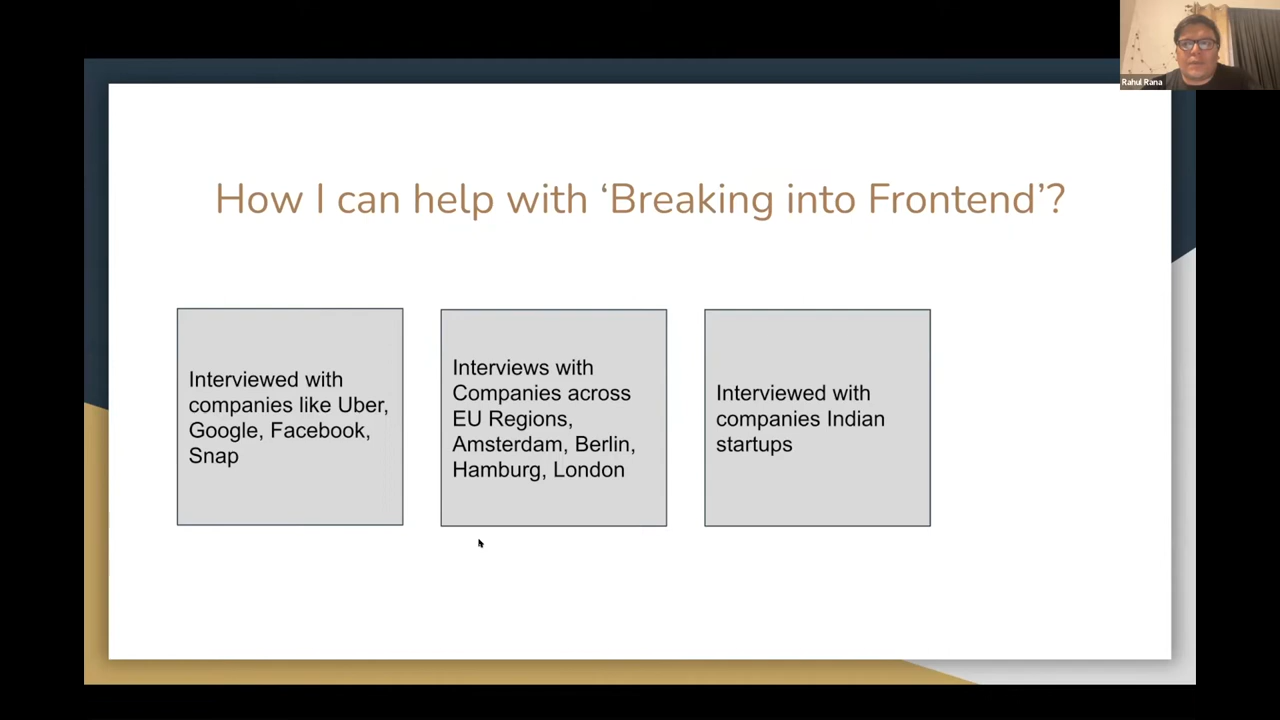 Rahul Rana
How I can help with ‘Breaking into Frontend’?
Interviewed with
companies like Uber,
Google, Facebook,
Snap
Interviews with
Companies across
EU Regions,
Amsterdam, Berlin,
Hamburg, London
Interviewed with
companies Indian
startups